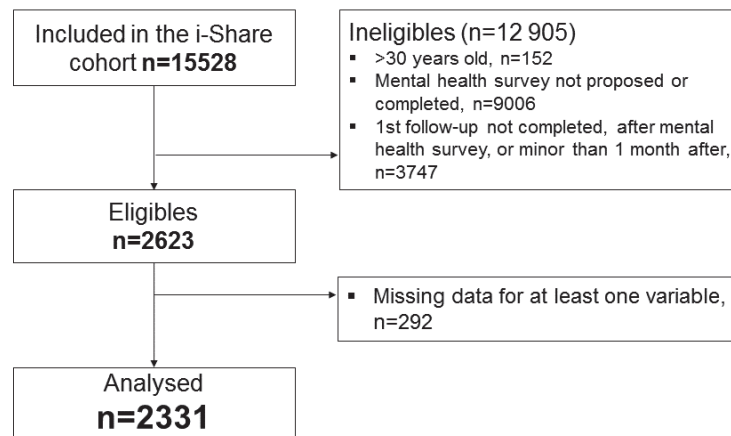 Included in the i-Share
cohort n=15528
Ineligibles (n=12 905)
▪ >30 years old, n=152
▪ Mental health survey not proposed or
completed, n=9006
▪ 1st follow-up not completed, after mental
health survey, or minor than 1 month after,
n=3747
Eligibles
n=2623
▪ Missing data for at least one variable,
n=292
Analysed
n=2331